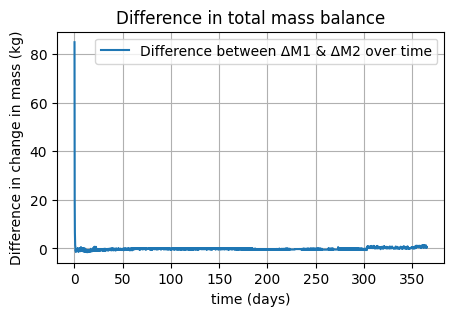 Difference in total mass balance
Difference between ΔM1 & ΔM2 over time
Difference in change in mass (kg)
80
60
40
20
0
0 50 100 150 200 250 300 350
time (days)